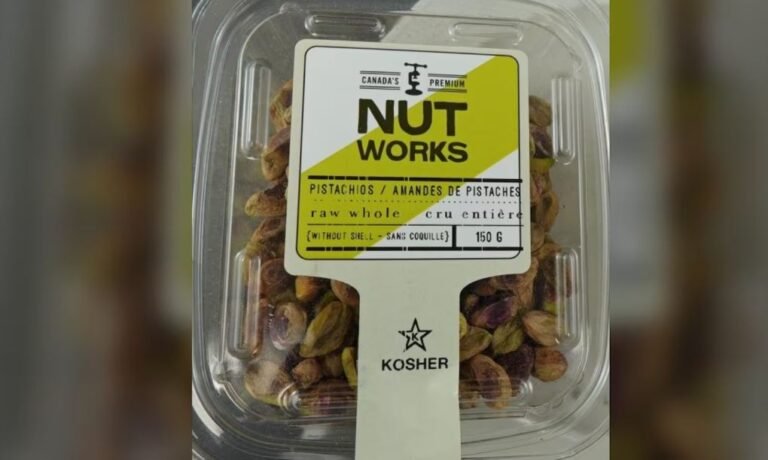 CANADA'S PREMIUM
NUT
WORKS
PISTACHIOS / AMANDES DE PISTACHES
raw whole cru entière
{WITHOUT SHELL - SANS COQUILLE} 150 G
K
KOSHER